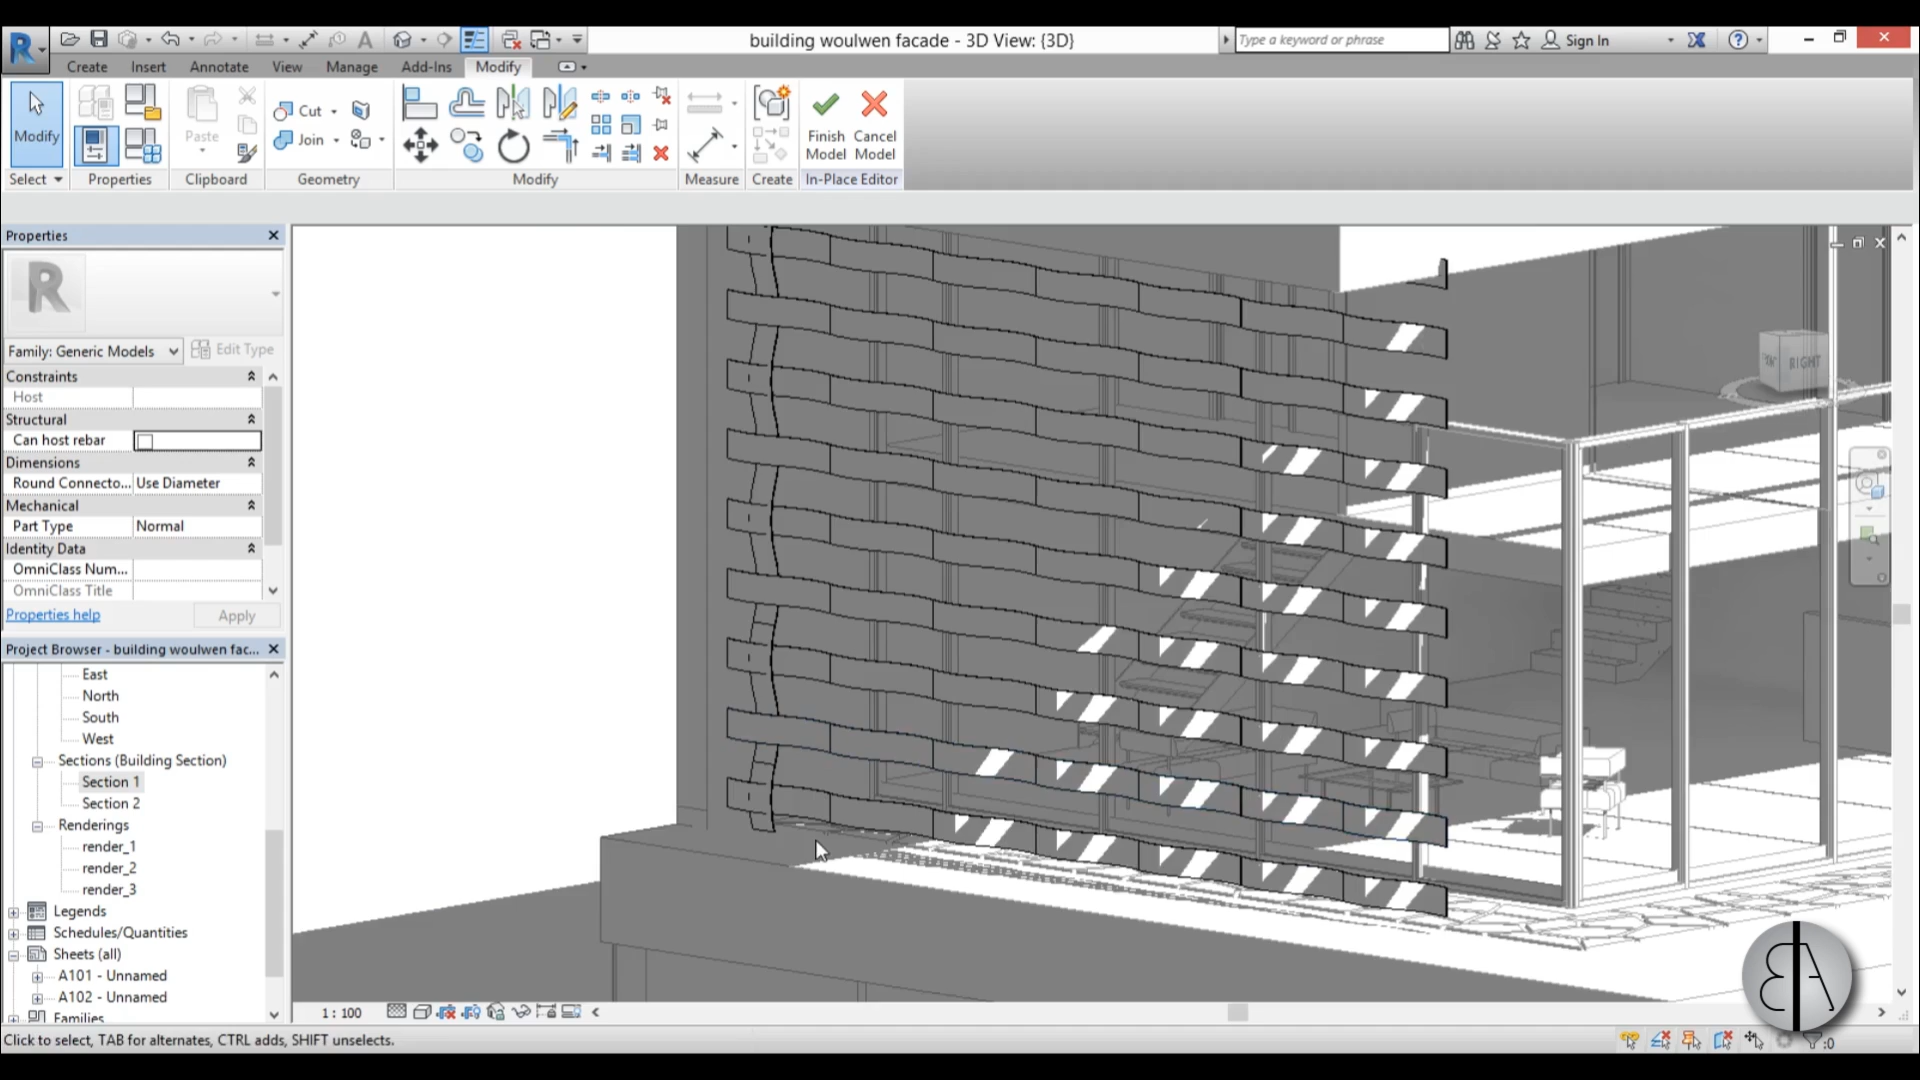 building woulwen facade - 3D View: {3D}
Type a keyword or phrase
Sign In
Create Insert Annotate View Manage Add-Ins Modify
Modify
Paste
Cut
Join
Finish Model
Cancel Model
Select Properties Clipboard Geometry Modify Measure Create In-Place Editor
Properties
R
Family: Generic Models
Edit Type
Constraints
Host
Structural
Can host rebar
Dimensions
Round Connecto... Use Diameter
Mechanical
Part Type Normal
Identity Data
OmniClass Num...
OmniClass Title
Properties help
Apply
Project Browser - building woulwen fac...
East
North
South
West
Sections (Building Section)
Section 1
Section 2
Renderings
render_1
render_2
render_3
Legends
Schedules/Quantities
Sheets (all)
A101 - Unnamed
A102 - Unnamed
Families
RIGHT
1 : 100
Click to select, TAB for alternates, CTRL adds, SHIFT unselects.
:0